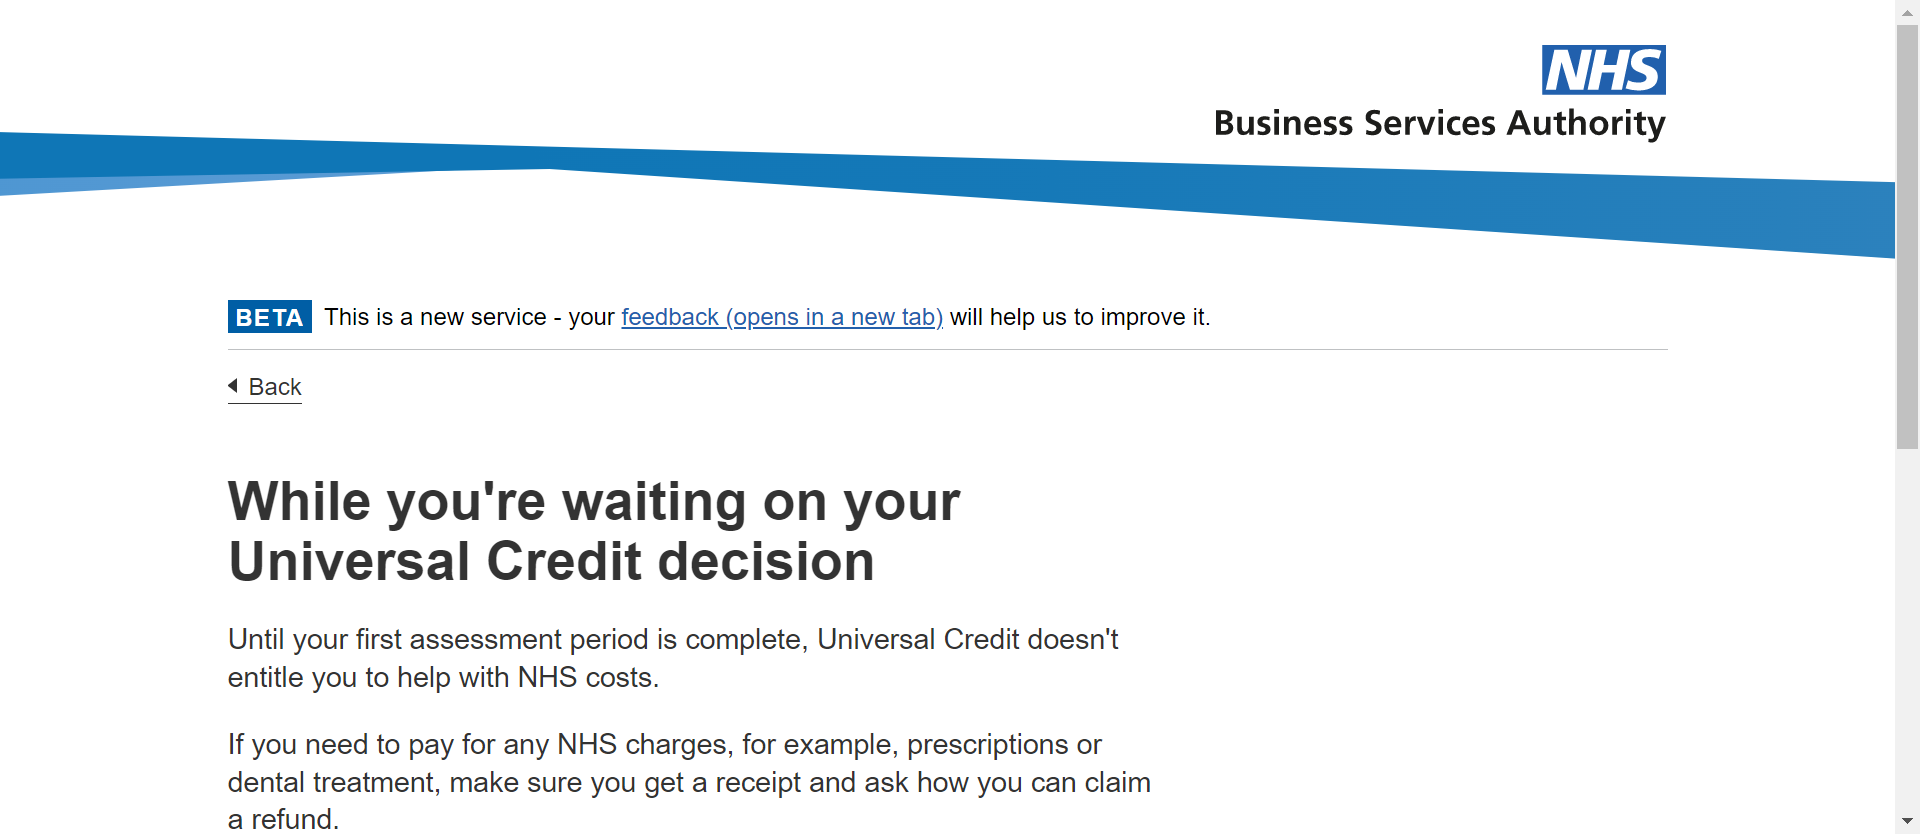 NHS
Business Services Authority
BETA This is a new service - your feedback (opens in a new tab) will help us to improve it.
Back
While you're waiting on your
Universal Credit decision
Until your first assessment period is complete, Universal Credit doesn't
entitle you to help with NHS costs.
If you need to pay for any NHS charges, for example, prescriptions or
dental treatment, make sure you get a receipt and ask how you can claim
a refund.